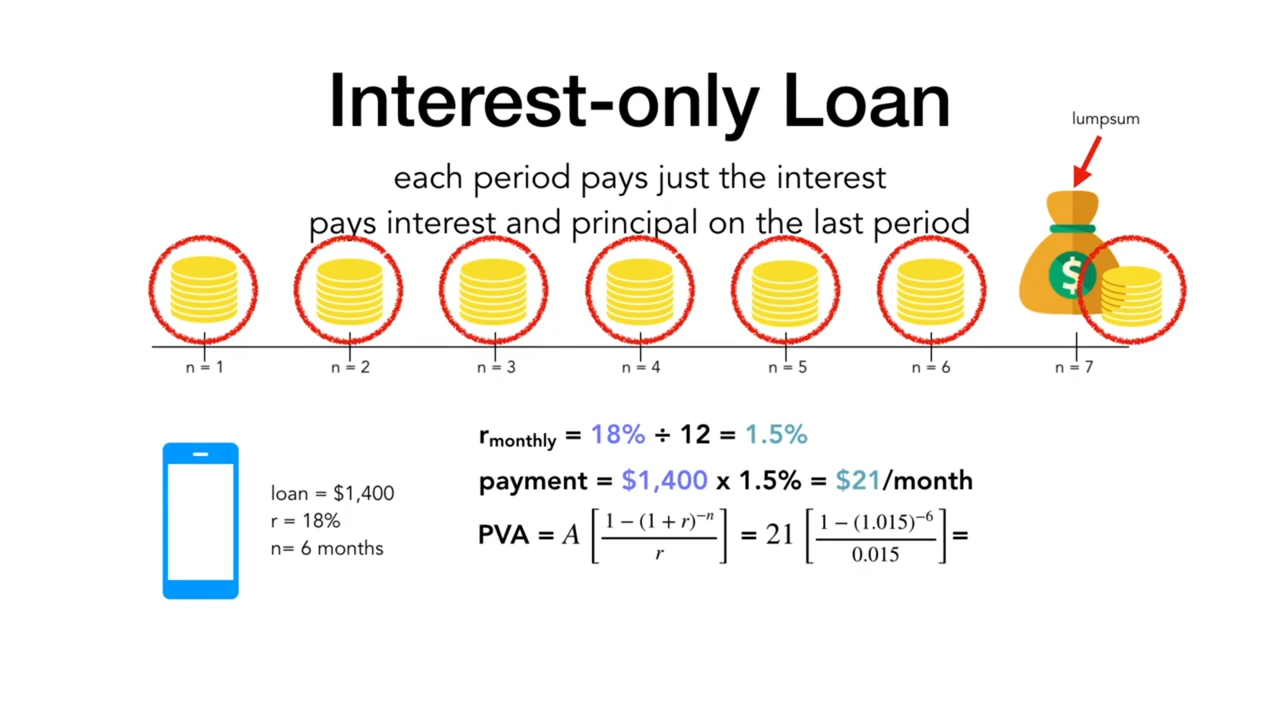 Interest-only Loan
lumpsum
each period pays just the interest
pays interest and principal on the last period
$
n = 1 n = 2 n = 3 n = 4 n = 5 n = 6 n = 7
loan = $1,400
r = 18%
n= 6 months
rmonthly = 18% ÷ 12 = 1.5%
payment = $1,400 x 1.5% = $21/month
PVA = A [(1 − (1 + r)⁻ⁿ) / r] = 21 [(1 − (1.015)⁻⁶) / 0.015] =